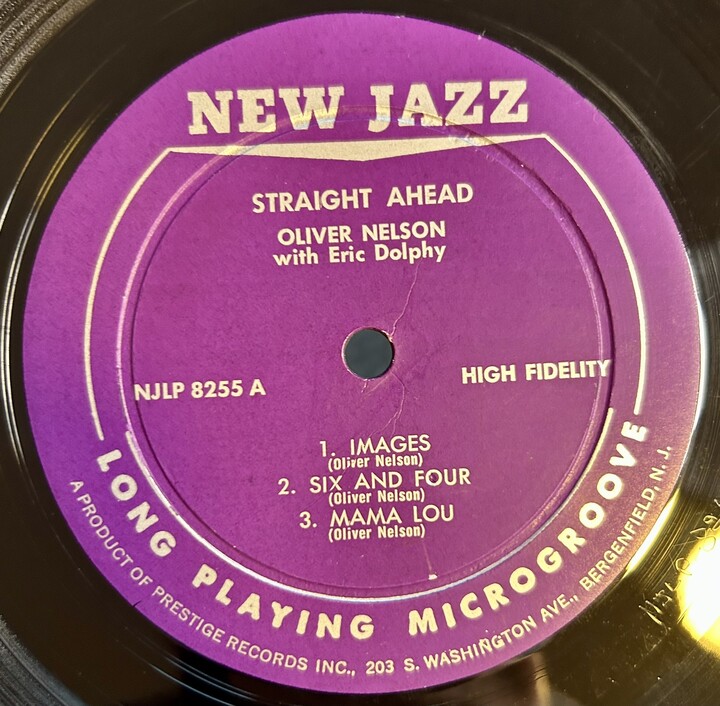 NEW JAZZ
STRAIGHT AHEAD
OLIVER NELSON
with Eric Dolphy
NJLP 8255 A
HIGH FIDELITY
1. IMAGES
(Oliver Nelson)
2. SIX AND FOUR
(Oliver Nelson)
3. MAMA LOU
(Oliver Nelson)
LONG PLAYING MICROGROOVE
A PRODUCT OF PRESTIGE RECORDS INC., 203 S. WASHINGTON AVE., BERGENFIELD, N. J.